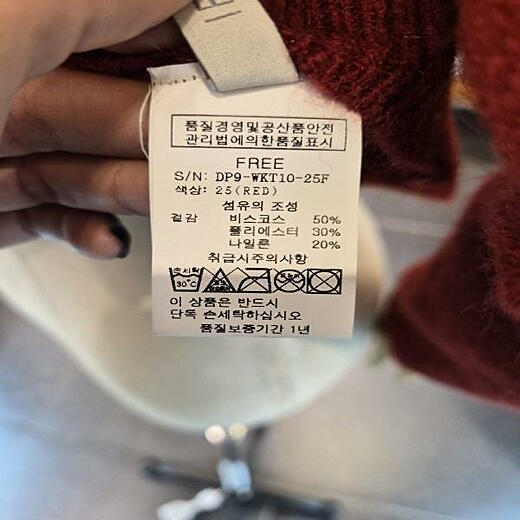 품질경영및공산품안전
관리법에의한품질표시
FREE
S/N: DP9-WKT10-25F
색상: 25(RED)
섬유의 조성
겉감 비스코스 50%
폴리에스터 30%
나일론 20%
취급시주의사항
손세탁
30°C
이 상품은 반드시
단독 손세탁하십시오
품질보증기간 1년